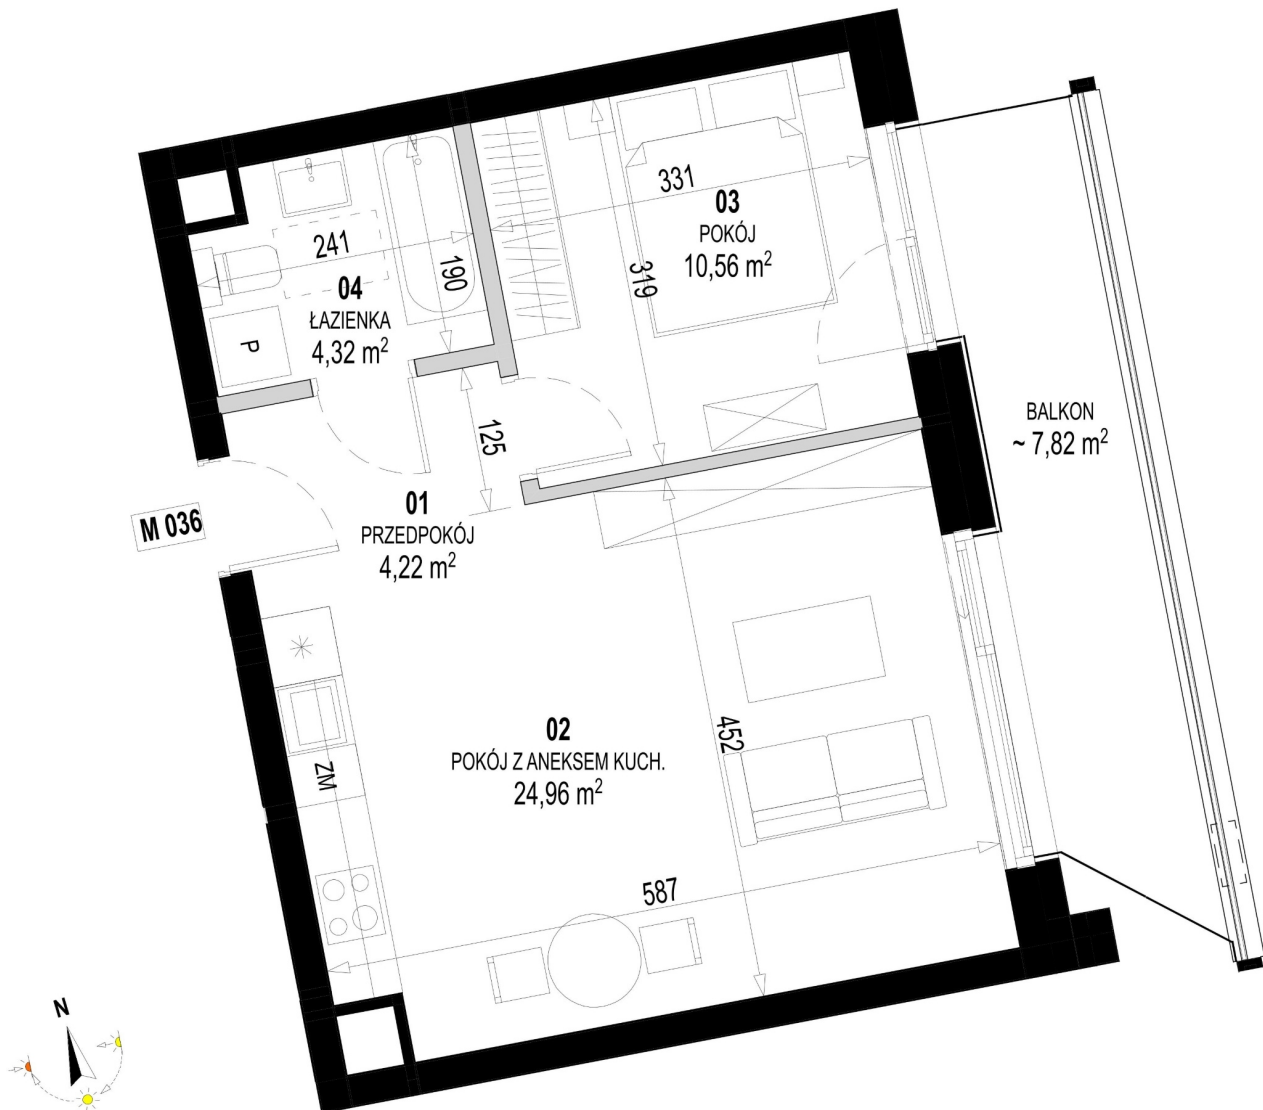 331
03
POKÓJ
10,56 m²
319
241
190
04
ŁAZIENKA
4,32 m²
P
BALKON
~ 7,82 m²
125
M 036
01
PRZEDPOKÓJ
4,22 m²
02
POKÓJ Z ANEKSEM KUCH.
24,96 m²
452
ZM
587
N